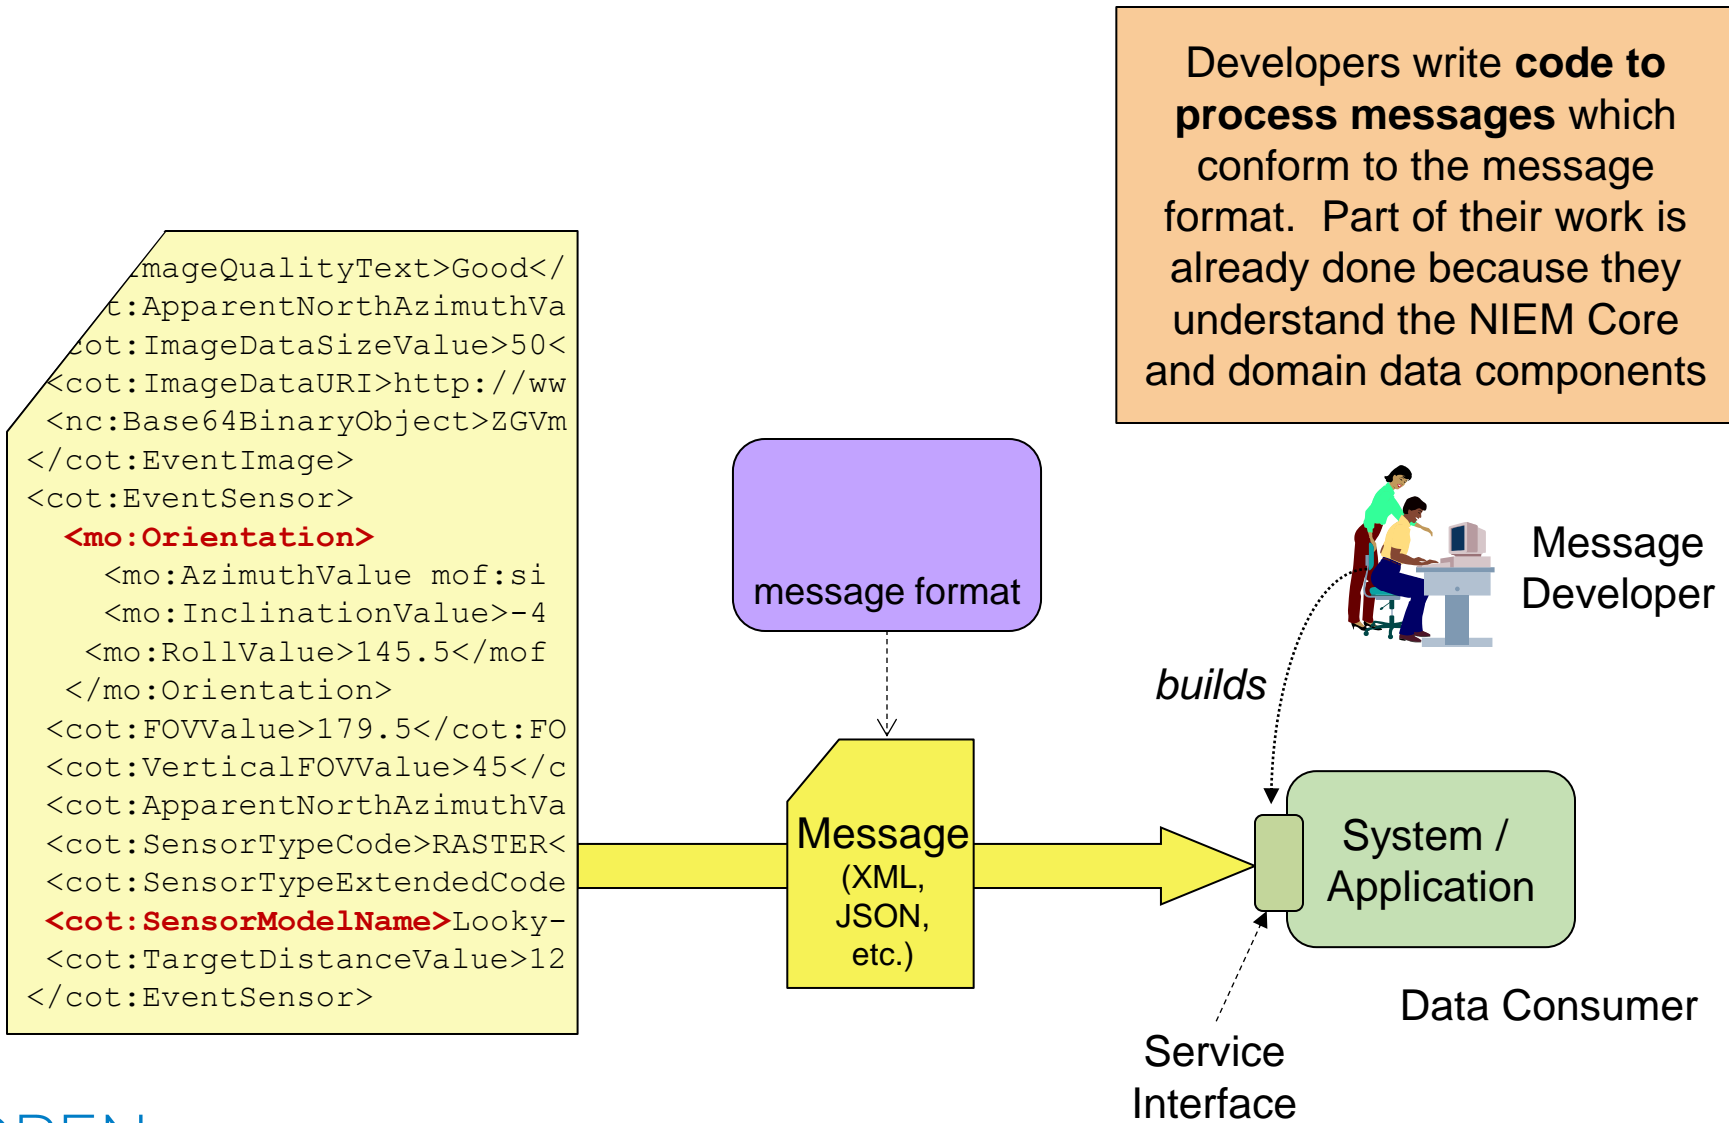 Developers write code to
process messages which
conform to the message
format.  Part of their work is
already done because they
understand the NIEM Core
and domain data components
mageQualityText>Good</
t:ApparentNorthAzimuthVa
cot:ImageDataSizeValue>50<
<cot:ImageDataURI>http://ww
<nc:Base64BinaryObject>ZGVm
</cot:EventImage>
<cot:EventSensor>
<mo:Orientation>
<mo:AzimuthValue mof:si
<mo:InclinationValue>-4
<mo:RollValue>145.5</mof
</mo:Orientation>
<cot:FOVValue>179.5</cot:FO
<cot:VerticalFOVValue>45</c
<cot:ApparentNorthAzimuthVa
<cot:SensorTypeCode>RASTER<
<cot:SensorTypeExtendedCode
<cot:SensorModelName>Looky-
<cot:TargetDistanceValue>12
</cot:EventSensor>
message format
Message
(XML,
JSON,
etc.)
Message
Developer
builds
System /
Application
Data Consumer
Service
Interface